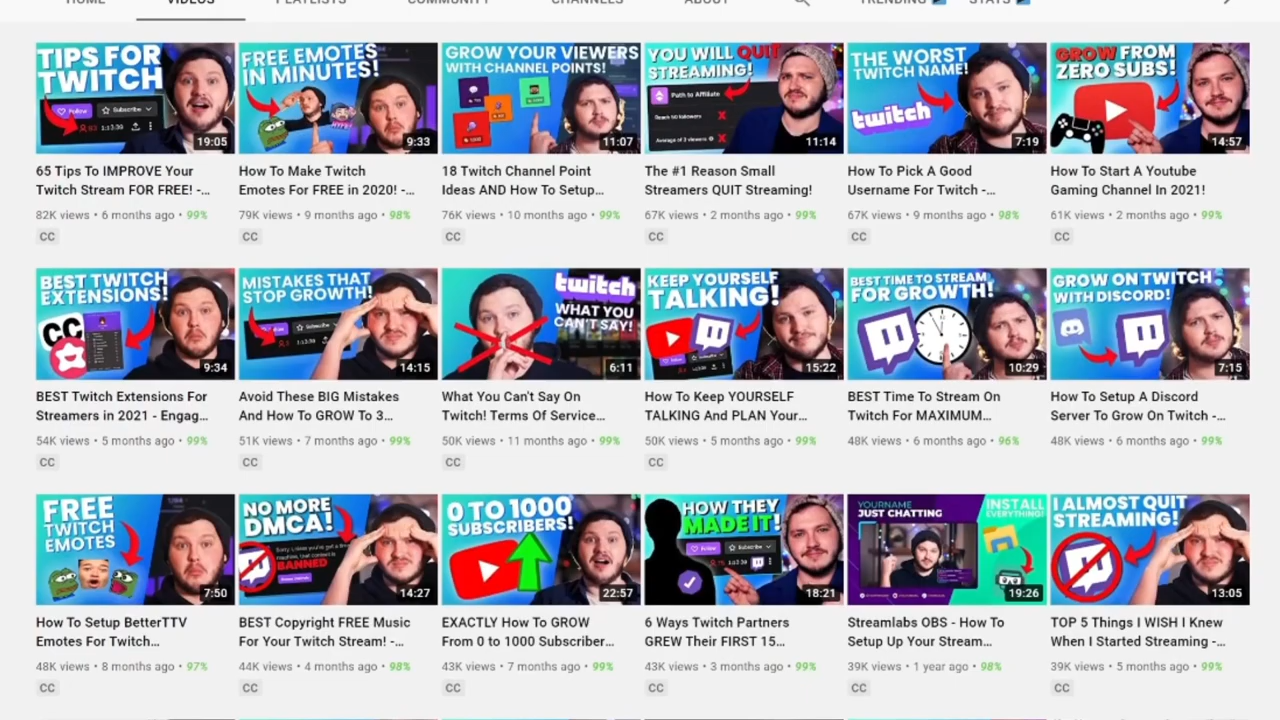 HOME VIDEOS PLAYLISTS COMMUNITY CHANNELS ABOUT TRENDING STATS
TIPS FOR
TWITCH
Follow
Subscribe
19:05
65 Tips To IMPROVE Your
Twitch Stream FOR FREE! -...
82K views • 6 months ago • 99%
CC
FREE EMOTES
IN MINUTES!
9:33
How To Make Twitch
Emotes For FREE in 2020! -...
79K views • 9 months ago • 98%
CC
GROW YOUR VIEWERS
WITH CHANNEL POINTS!
11:07
18 Twitch Channel Point
Ideas AND How To Setup...
76K views • 10 months ago • 99%
CC
YOU WILL QUIT
STREAMING!
Path to Affiliate
Reach 50 followers
11:14
The #1 Reason Small
Streamers QUIT Streaming!
67K views • 2 months ago • 99%
CC
THE WORST
TWITCH NAME!
twitch
7:19
How To Pick A Good
Username For Twitch -...
67K views • 9 months ago • 98%
CC
GROW FROM
ZERO SUBS!
14:57
How To Start A Youtube
Gaming Channel In 2021!
61K views • 2 months ago • 99%
CC
BEST TWITCH
EXTENSIONS!
CC
9:34
BEST Twitch Extensions For
Streamers in 2021 - Engag...
54K views • 5 months ago • 99%
CC
MISTAKES THAT
STOP GROWTH!
Subscribe
14:15
Avoid These BIG Mistakes
And How To GROW To 3...
51K views • 7 months ago • 99%
CC
twitch
WHAT YOU
CAN'T SAY!
6:11
What You Can't Say On
Twitch! Terms Of Service...
50K views • 11 months ago • 99%
CC
KEEP YOURSELF
TALKING!
15:22
How To Keep YOURSELF
TALKING And PLAN Your...
50K views • 5 months ago • 99%
CC
BEST TIME TO STREAM
FOR GROWTH!
10:29
BEST Time To Stream On
Twitch For MAXIMUM...
48K views • 6 months ago • 96%
GROW ON TWITCH
WITH DISCORD!
7:15
How To Setup A Discord
Server To Grow On Twitch -...
48K views • 6 months ago • 99%
CC
FREE
TWITCH
EMOTES
7:50
How To Setup BetterTTV
Emotes For Twitch...
48K views • 8 months ago • 97%
CC
NO MORE
DMCA!
BANNED
14:27
BEST Copyright FREE Music
For Your Twitch Stream! -...
44K views • 4 months ago • 98%
CC
0 TO 1000
SUBSCRIBERS!
22:57
EXACTLY How To GROW
From 0 to 1000 Subscriber...
43K views • 7 months ago • 99%
CC
HOW THEY
MADE IT!
Follow
Subscribe
18:21
6 Ways Twitch Partners
GREW Their FIRST 15...
43K views • 3 months ago • 99%
CC
YOURNAME
JUST CHATTING
INSTALL
EVERYTHING!
19:26
Streamlabs OBS - How To
Setup Up Your Stream...
39K views • 1 year ago • 98%
CC
I ALMOST QUIT
STREAMING!
13:05
TOP 5 Things I WISH I Knew
When I Started Streaming -...
39K views • 5 months ago • 99%
CC